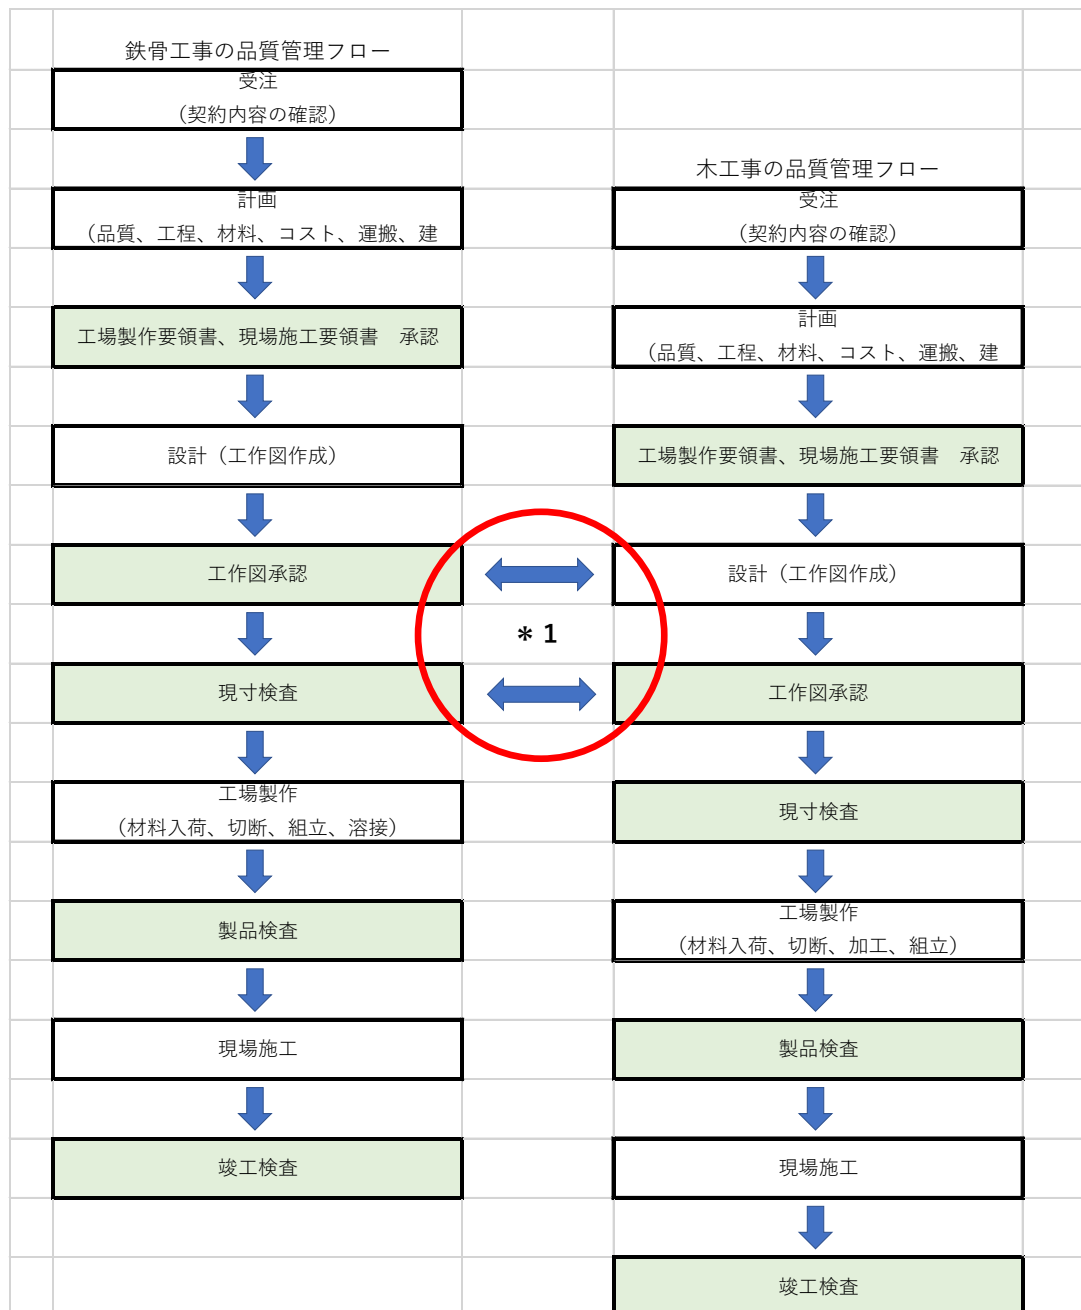 鉄骨工事の品質管理フロー
受注
（契約内容の確認）
計画
（品質、工程、材料、コスト、運搬、建
工場製作要領書、現場施工要領書　承認
設計（工作図作成）
工作図承認
現寸検査
工場製作
（材料入荷、切断、組立、溶接）
製品検査
現場施工
竣工検査
＊１
木工事の品質管理フロー
受注
（契約内容の確認）
計画
（品質、工程、材料、コスト、運搬、建
工場製作要領書、現場施工要領書　承認
設計（工作図作成）
工作図承認
現寸検査
工場製作
（材料入荷、切断、加工、組立）
製品検査
現場施工
竣工検査